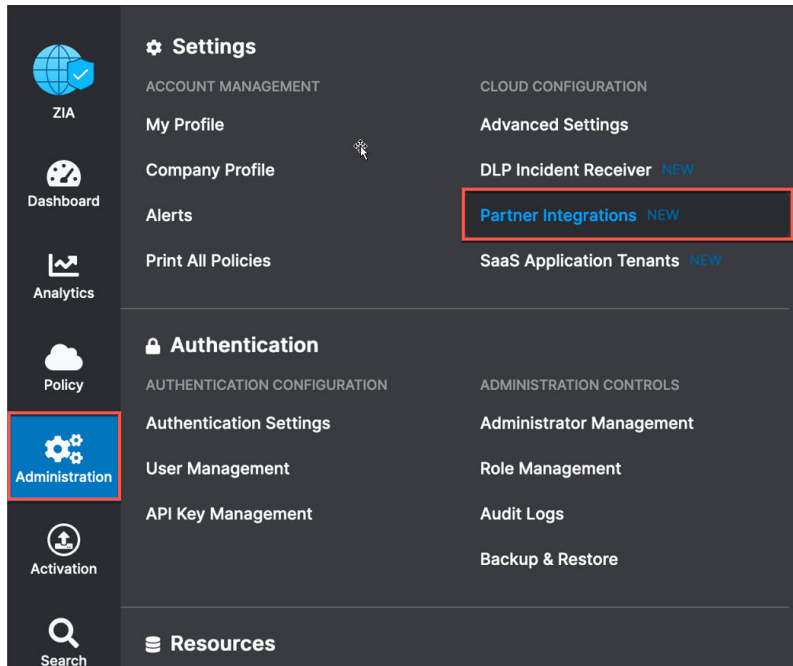 ZIA
Dashboard
Analytics
Policy
Administration
Activation
Search
Settings
ACCOUNT MANAGEMENT
My Profile
Company Profile
Alerts
Print All Policies
CLOUD CONFIGURATION
Advanced Settings
DLP Incident Receiver NEW
Partner Integrations NEW
SaaS Application Tenants NEW
Authentication
AUTHENTICATION CONFIGURATION
Authentication Settings
User Management
API Key Management
ADMINISTRATION CONTROLS
Administrator Management
Role Management
Audit Logs
Backup & Restore
Resources